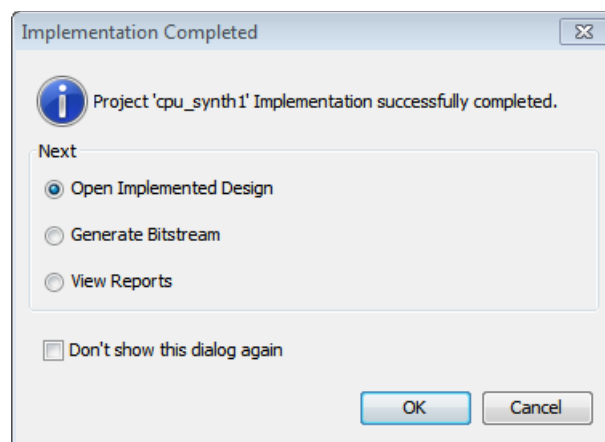 Implementation Completed
Project 'cpu_synth1' Implementation successfully completed.
Next
Open Implemented Design
Generate Bitstream
View Reports
Don't show this dialog again
OK
Cancel